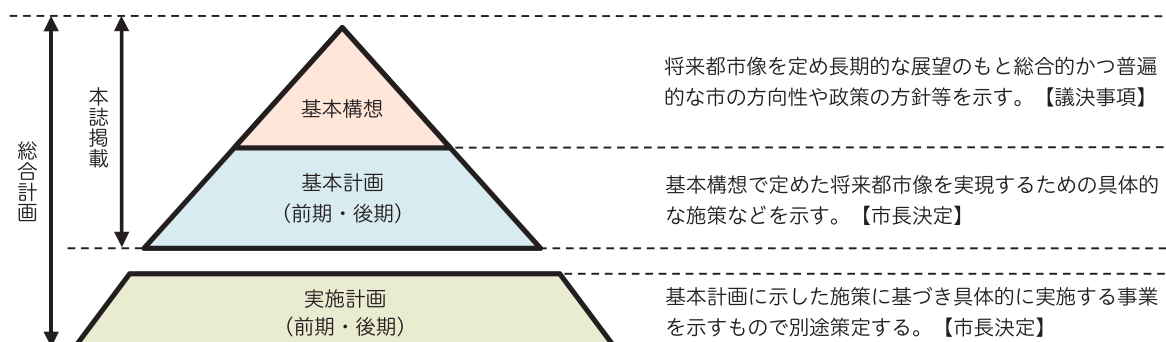 総合計画
本誌掲載
基本構想
将来都市像を定め長期的な展望のもと総合的かつ普遍
的な市の方向性や政策の方針等を示す。【議決事項】
基本計画
（前期・後期）
基本構想で定めた将来都市像を実現するための具体的
な施策などを示す。【市長決定】
実施計画
（前期・後期）
基本計画に示した施策に基づき具体的に実施する事業
を示すもので別途策定する。【市長決定】